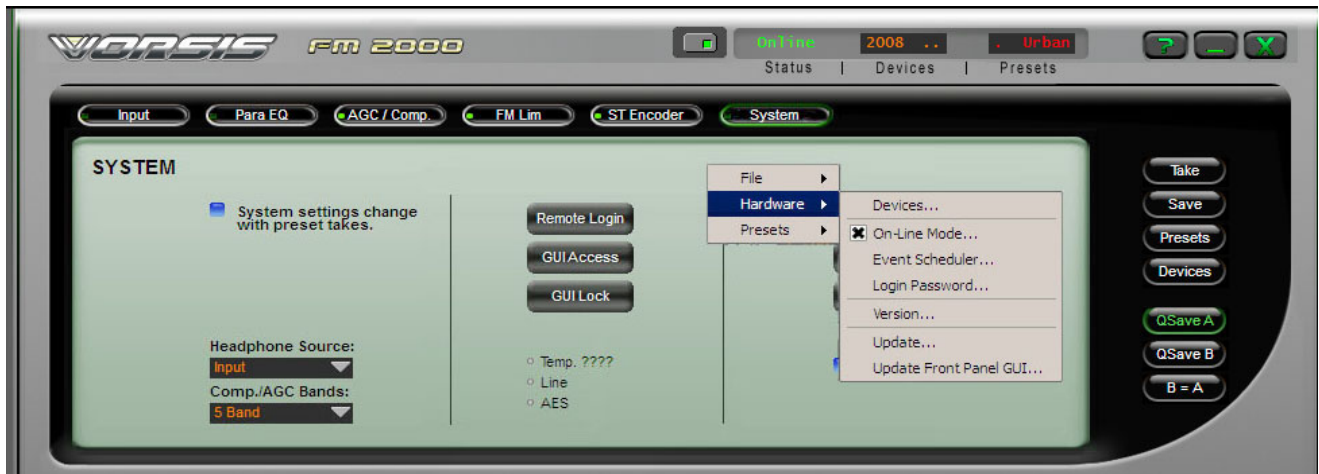 VORSIS FM 2000
Online 2008 .. . Urban
Status | Devices | Presets
? _ X
Input Para EQ AGC / Comp. FM Lim ST Encoder System
SYSTEM
System settings change
with preset takes.
Remote Login
GUI Access
GUI Lock
Headphone Source:
Input
Comp./AGC Bands:
5 Band
Temp. ????
Line
AES
File
Hardware
Presets
Devices...
On-Line Mode...
Event Scheduler...
Login Password...
Version...
Update...
Update Front Panel GUI...
Take
Save
Presets
Devices
QSave A
QSave B
B = A